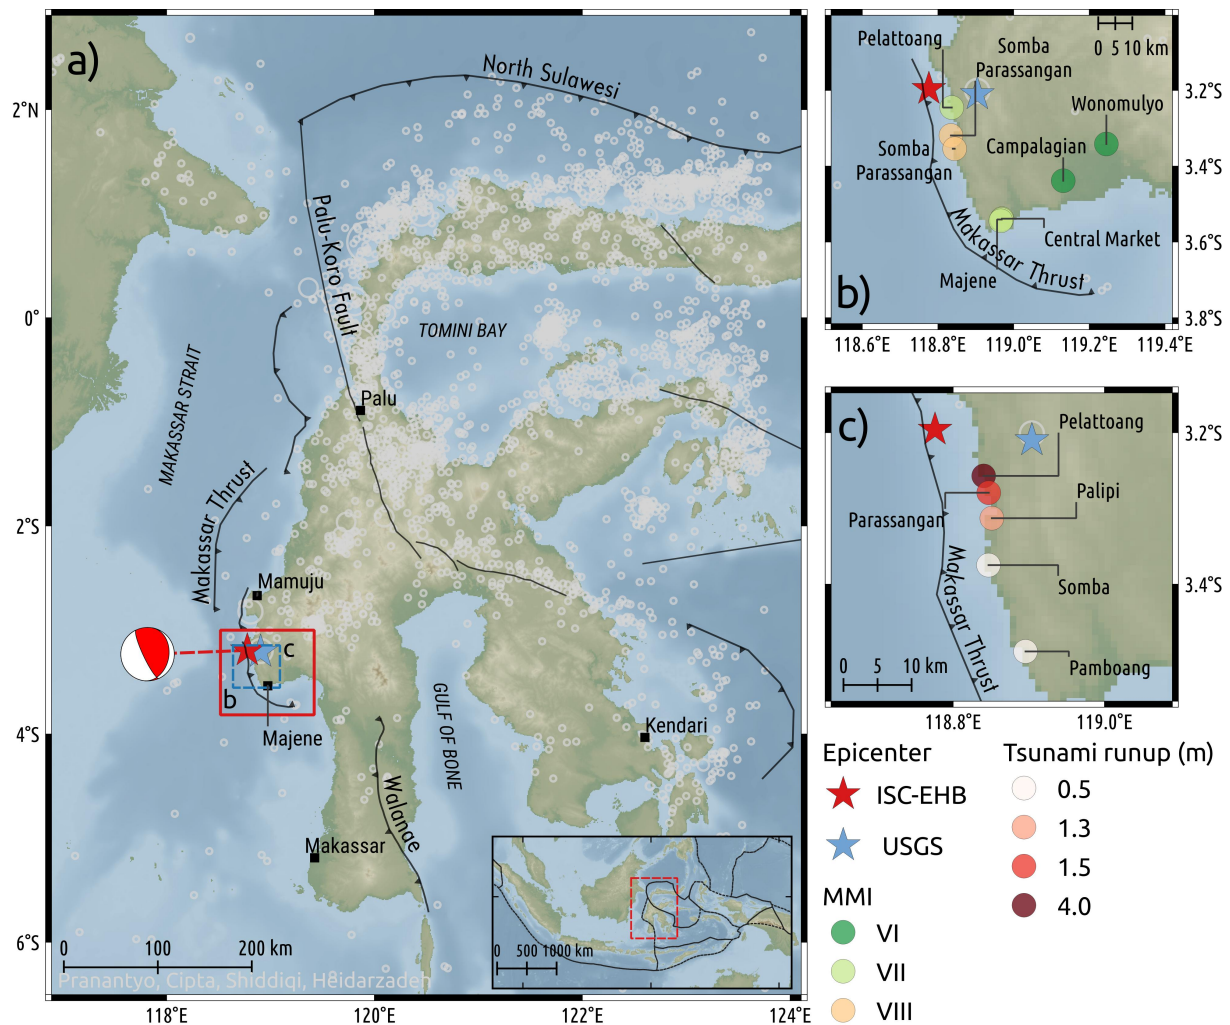 a)
North Sulawesi
2°N
Palu-Koro Fault
0°
TOMINI BAY
MAKASSAR STRAIT
Palu
Makassar Thrust
2°S
Mamuju
c
b
Majene
GULF OF BONE
Kendari
4°S
Walanae
Makassar
0 100 200 km
0 500 1000 km
6°S
Pranantyo, Cipta, Shiddiqi, Heidarzadeh
118°E 120°E 122°E 124°E
b)
Pelattoang
Somba
Parassangan
0 5 10 km
Wonomulyo
Campalagian
Somba
Parassangan
Makassar Thrust
Central Market
Majene
3.2°S
3.4°S
3.6°S
3.8°S
118.6°E 118.8°E 119.0°E 119.2°E 119.4°E
c)
Pelattoang
Palipi
Parassangan
Makassar Thrust
Somba
Pamboang
0 5 10 km
3.2°S
3.4°S
118.8°E 119.0°E
Epicenter
ISC-EHB
USGS
MMI
VI
VII
VIII
Tsunami runup (m)
0.5
1.3
1.5
4.0